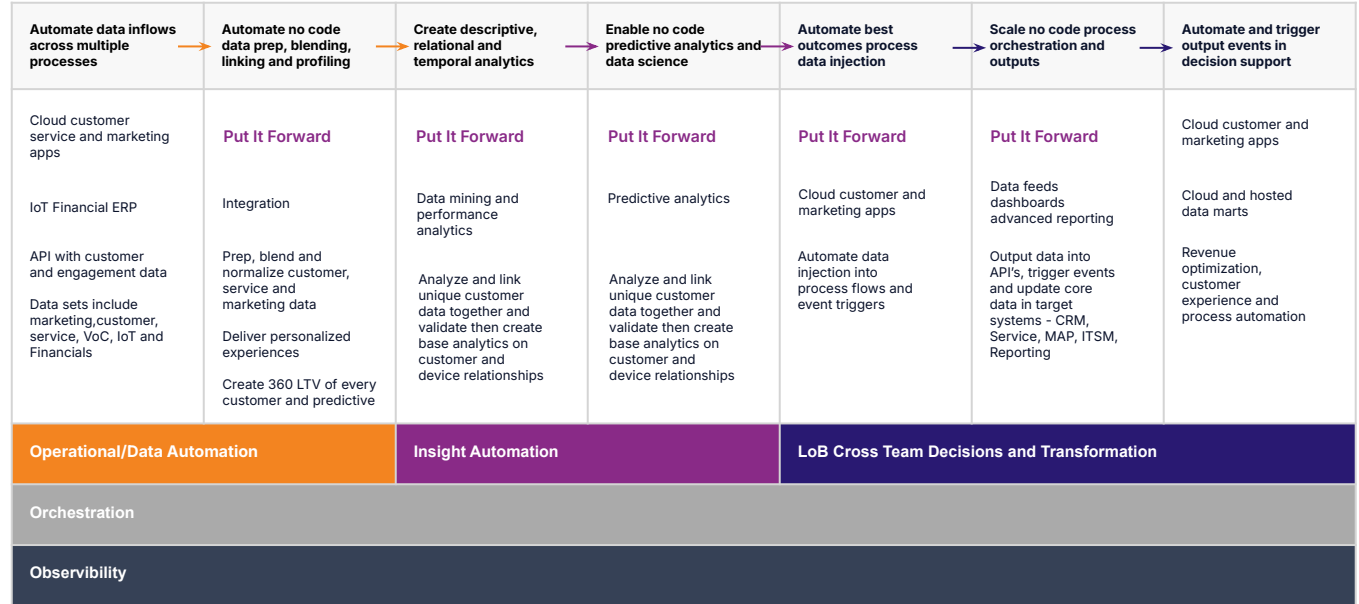 Automate data inflows
across multiple
processes
Automate no code
data prep, blending,
linking and profiling
Create descriptive,
relational and
temporal analytics
Enable no code
predictive analytics and
data science
Automate best
outcomes process
data injection
Scale no code process
orchestration and
outputs
Automate and trigger
output events in
decision support
Cloud customer
service and marketing
apps
IoT Financial ERP
API with customer
and engagement data
Data sets include
marketing,customer,
service, VoC, IoT and
Financials
Put It Forward
Integration
Prep, blend and
normalize customer,
service and
marketing data
Deliver personalized
experiences
Create 360 LTV of every
customer and predictive
Put It Forward
Data mining and
performance
analytics
Analyze and link
unique customer
data together and
validate then create
base analytics on
customer and
device relationships
Put It Forward
Predictive analytics
Analyze and link
unique customer
data together and
validate then create
base analytics on
customer and
device relationships
Put It Forward
Cloud customer and
marketing apps
Automate data
injection into
process flows and
event triggers
Put It Forward
Data feeds
dashboards
advanced reporting
Output data into
API's, trigger events
and update core
data in target
systems - CRM,
Service, MAP, ITSM,
Reporting
Cloud customer and
marketing apps
Cloud and hosted
data marts
Revenue
optimization,
customer
experience and
process automation
Operational/Data Automation
Insight Automation
LoB Cross Team Decisions and Transformation
Orchestration
Observibility